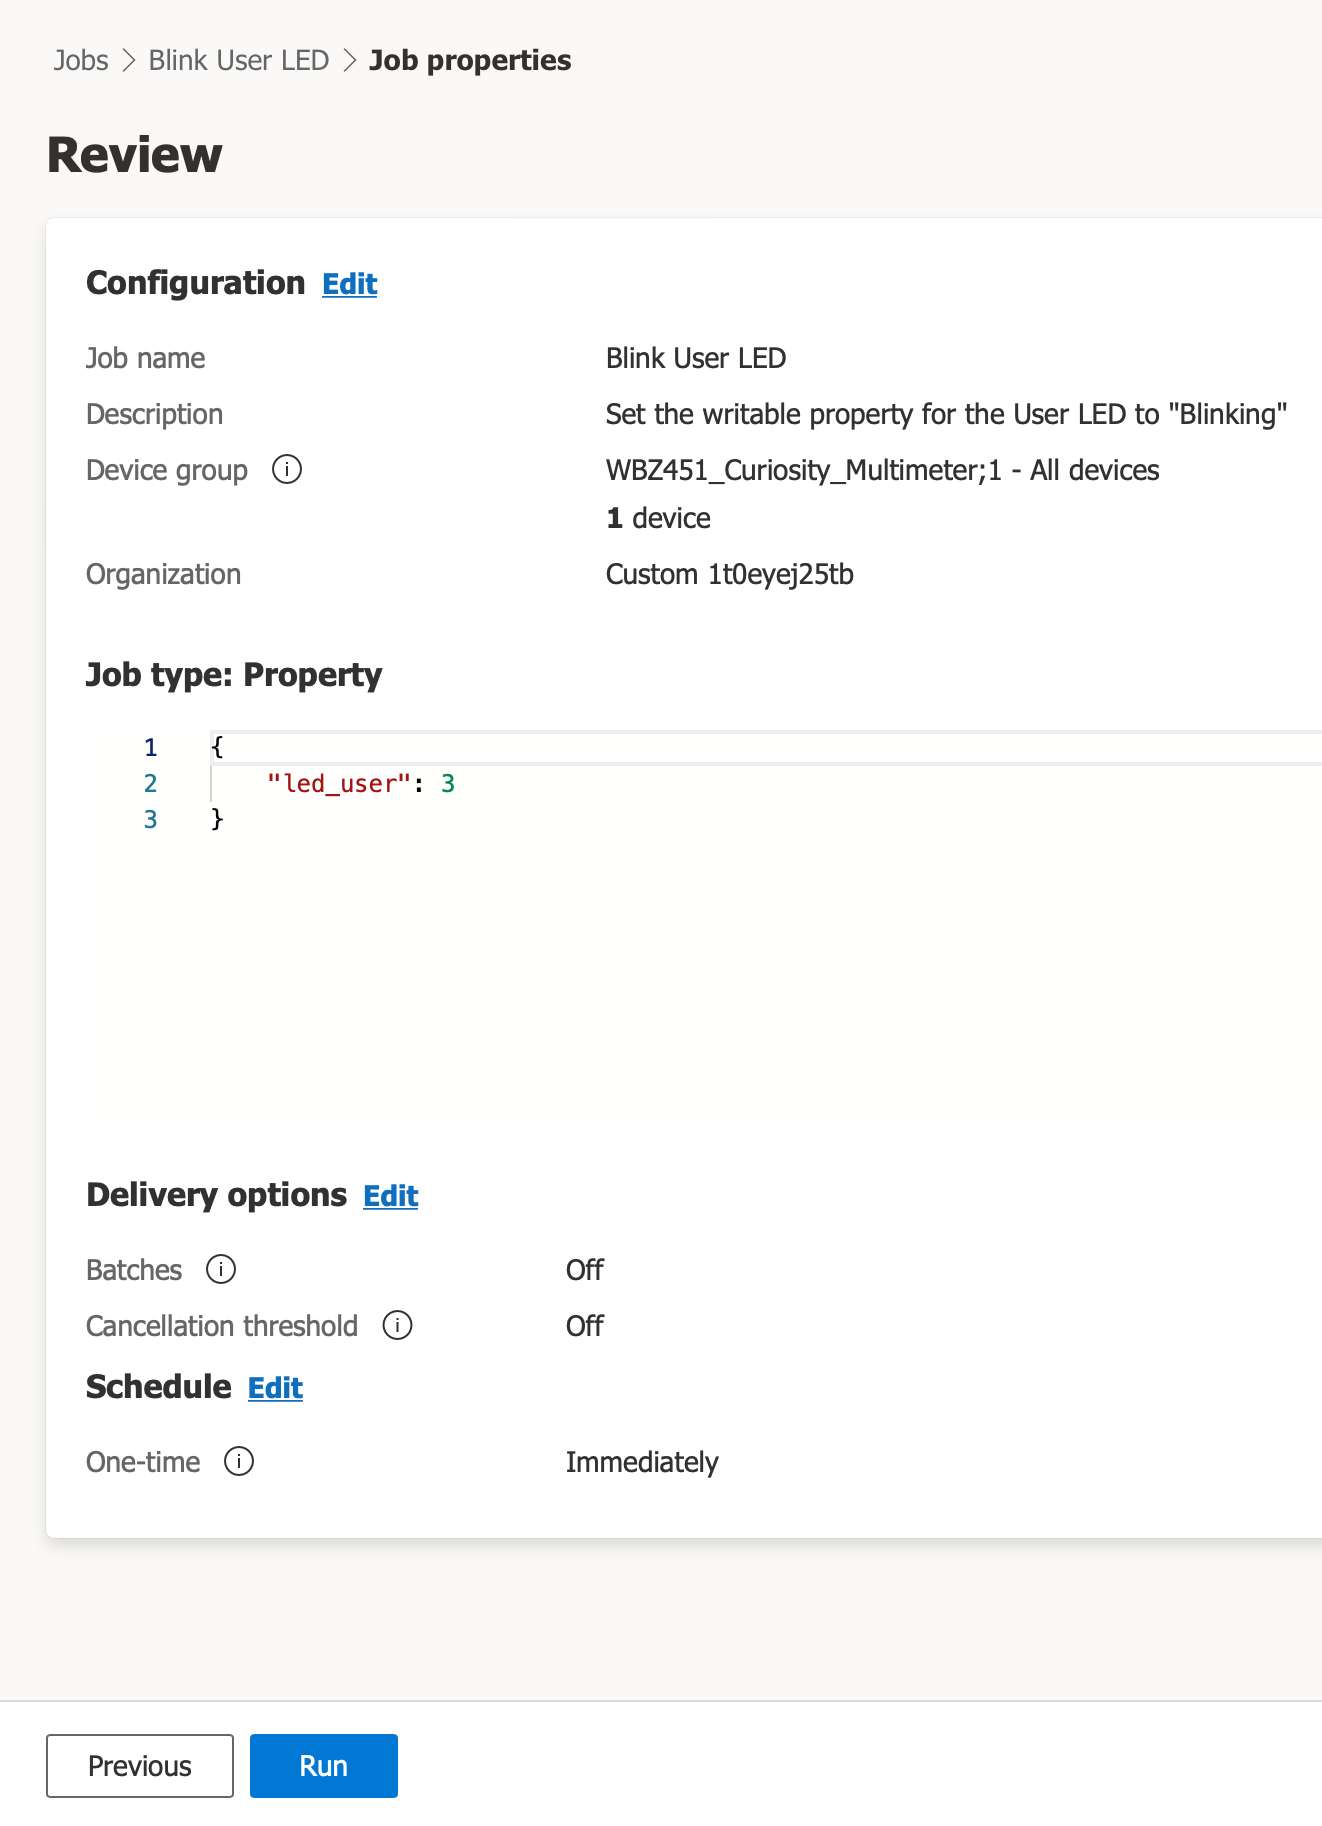 Jobs > Blink User LED > Job properties
Review
Configuration Edit
Job name Blink User LED
Description Set the writable property for the User LED to "Blinking"
Device group WBZ451_Curiosity_Multimeter;1 - All devices
1 device
Organization Custom 1t0eyej25tb
Job type: Property
1 {
2 "led_user": 3
3 }
Delivery options Edit
Batches Off
Cancellation threshold Off
Schedule Edit
One-time Immediately
Previous Run